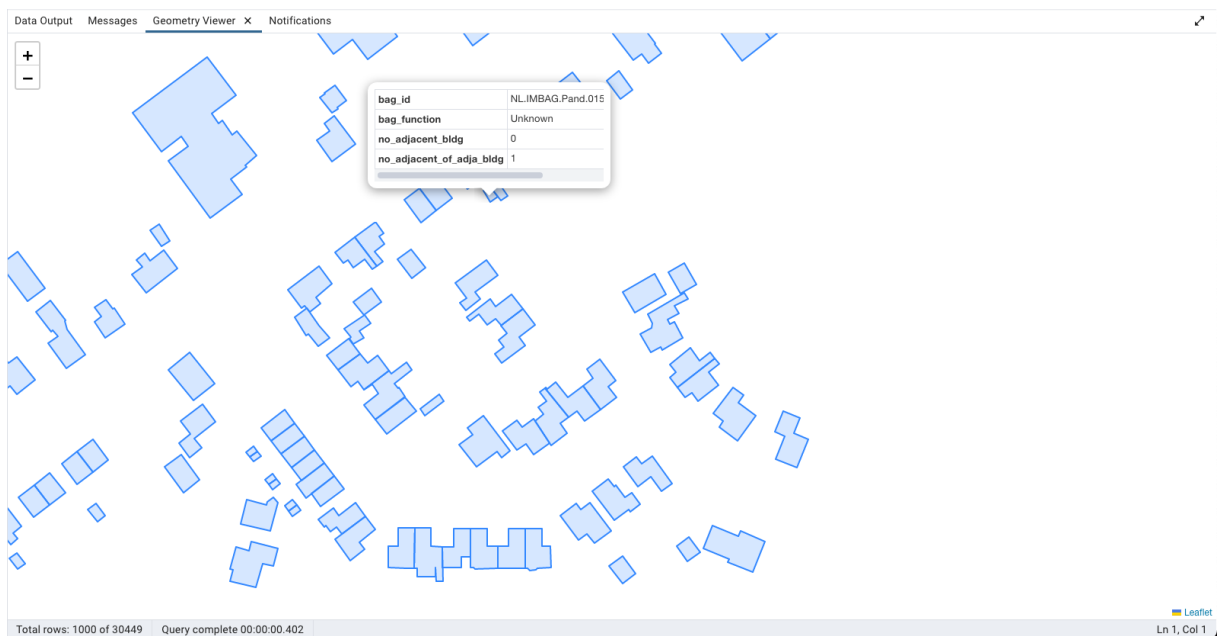 Data Output Messages Geometry Viewer × Notifications
+
−
bag_id NL.IMBAG.Pand.015
bag_function Unknown
no_adjacent_bldg 0
no_adjacent_of_adja_bldg 1
Leaflet
Total rows: 1000 of 30449 Query complete 00:00:00.402 Ln 1, Col 1